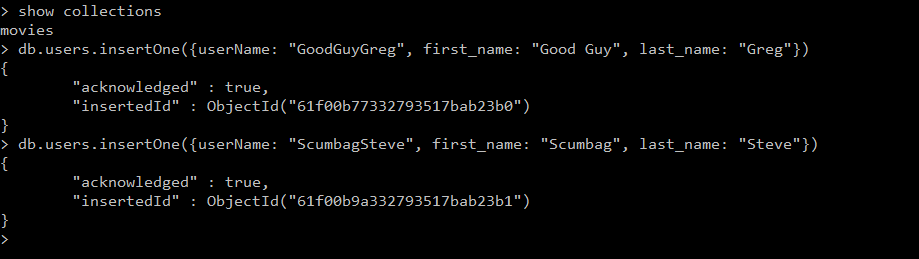 > show collections
movies
> db.users.insertOne({userName: "GoodGuyGreg", first_name: "Good Guy", last_name: "Greg"})
{
        "acknowledged" : true,
        "insertedId" : ObjectId("61f00b77332793517bab23b0")
}
> db.users.insertOne({userName: "ScumbagSteve", first_name: "Scumbag", last_name: "Steve"})
{
        "acknowledged" : true,
        "insertedId" : ObjectId("61f00b9a332793517bab23b1")
}
>